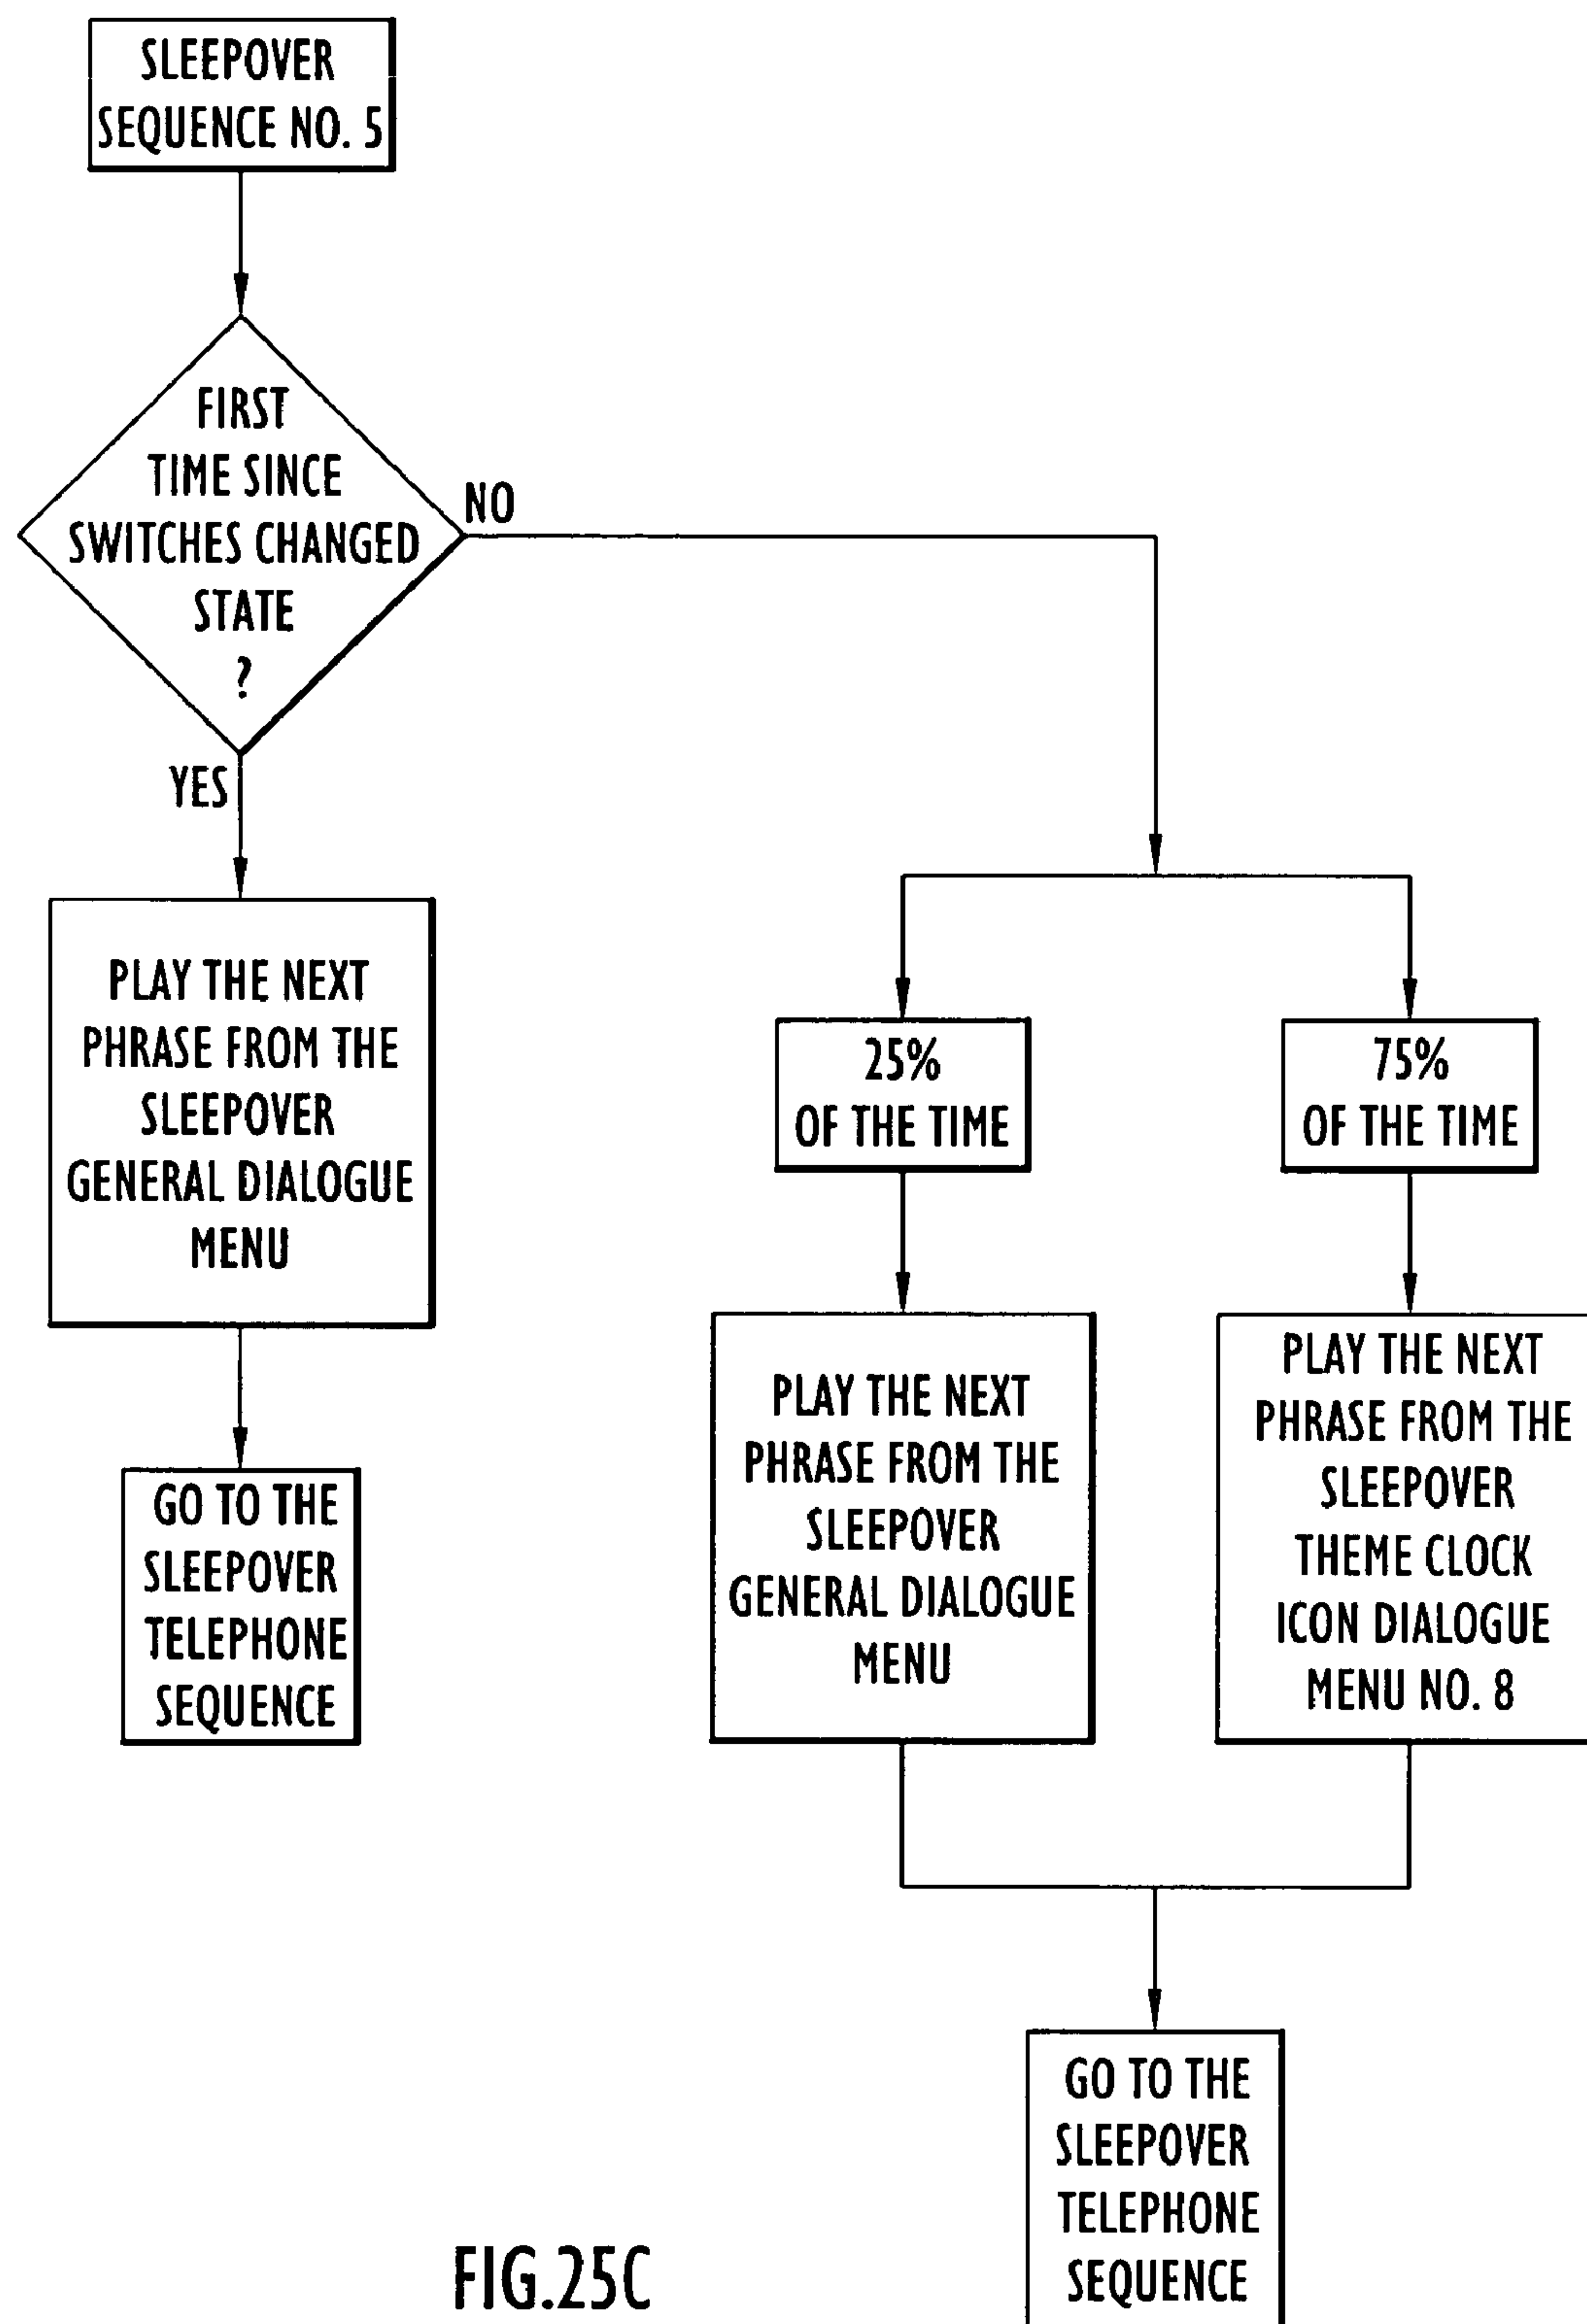 SLEEPOVER
SEQUENCE NO. 5
FIRST
TIME SINCE
SWITCHES CHANGED
STATE
?
NO
YES
PLAY THE NEXT
PHRASE FROM THE
SLEEPOVER
GENERAL DIALOGUE
MENU
GO TO THE
SLEEPOVER
TELEPHONE
SEQUENCE
25%
OF THE TIME
75%
OF THE TIME
PLAY THE NEXT
PHRASE FROM THE
SLEEPOVER
GENERAL DIALOGUE
MENU
PLAY THE NEXT
PHRASE FROM THE
SLEEPOVER
THEME CLOCK
ICON DIALOGUE
MENU NO. 8
GO TO THE
SLEEPOVER
TELEPHONE
SEQUENCE
FIG.25C